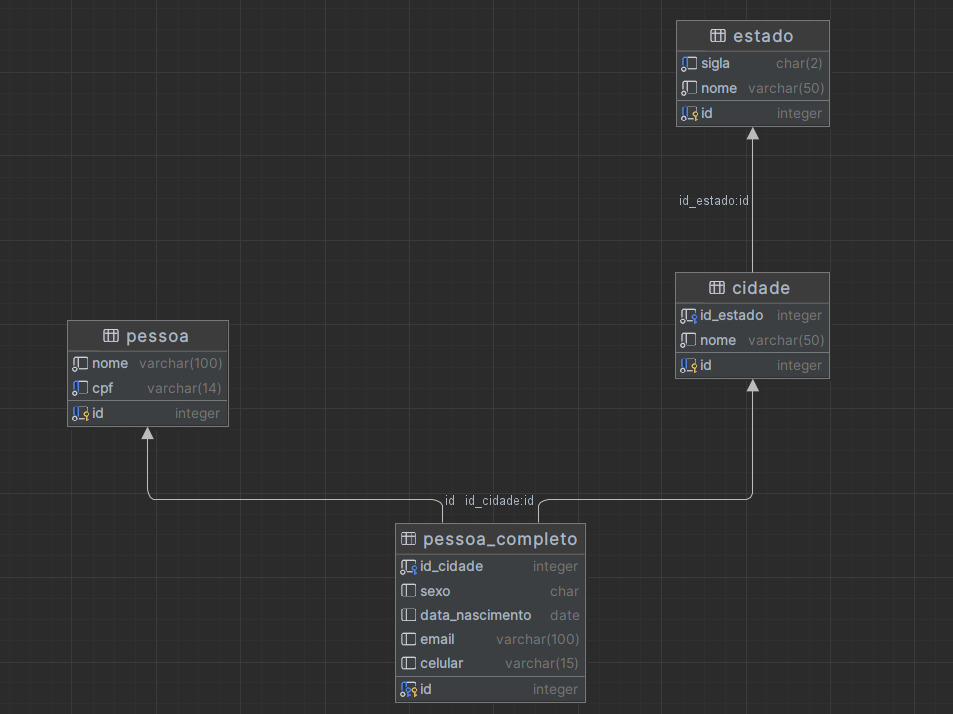 estado
sigla char(2)
nome varchar(50)
id integer
id_estado:id
cidade
id_estado integer
nome varchar(50)
id integer
pessoa
nome varchar(100)
cpf varchar(14)
id integer
id id_cidade:id
pessoa_completo
id_cidade integer
sexo char
data_nascimento date
email varchar(100)
celular varchar(15)
id integer